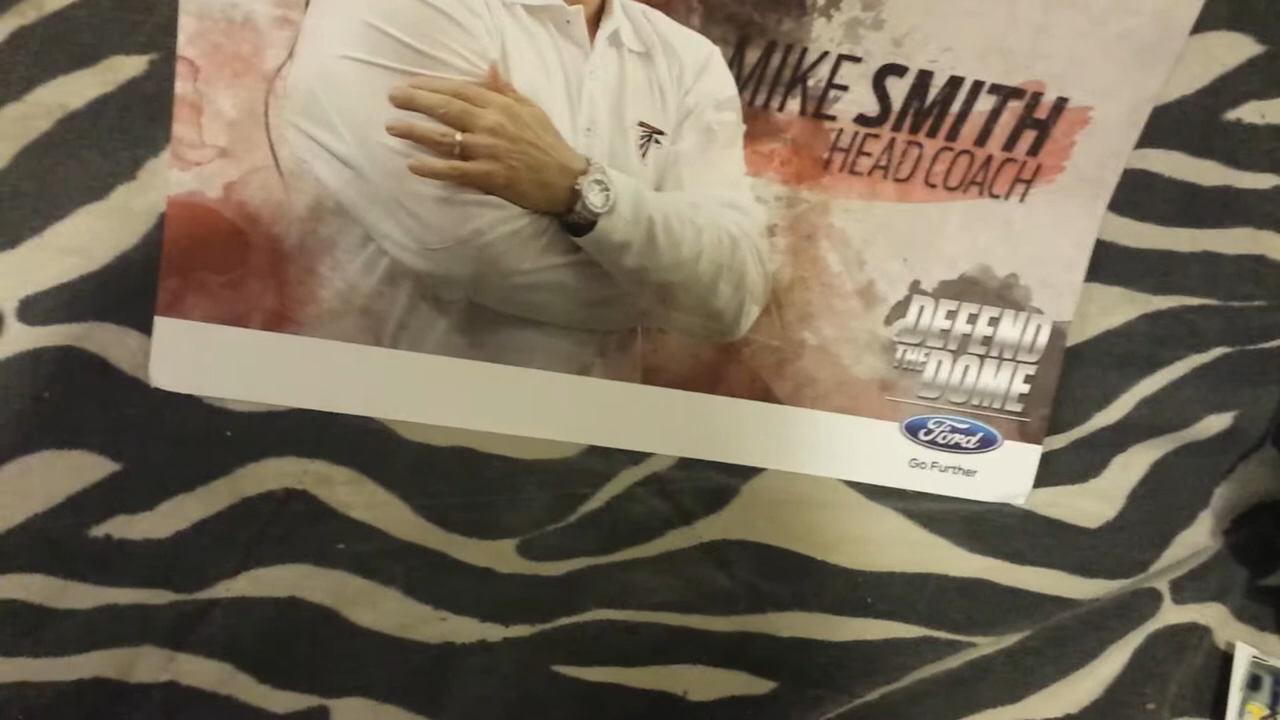 MIKE SMITH
HEAD COACH
DEFEND
THE DOME
Ford
Go Further